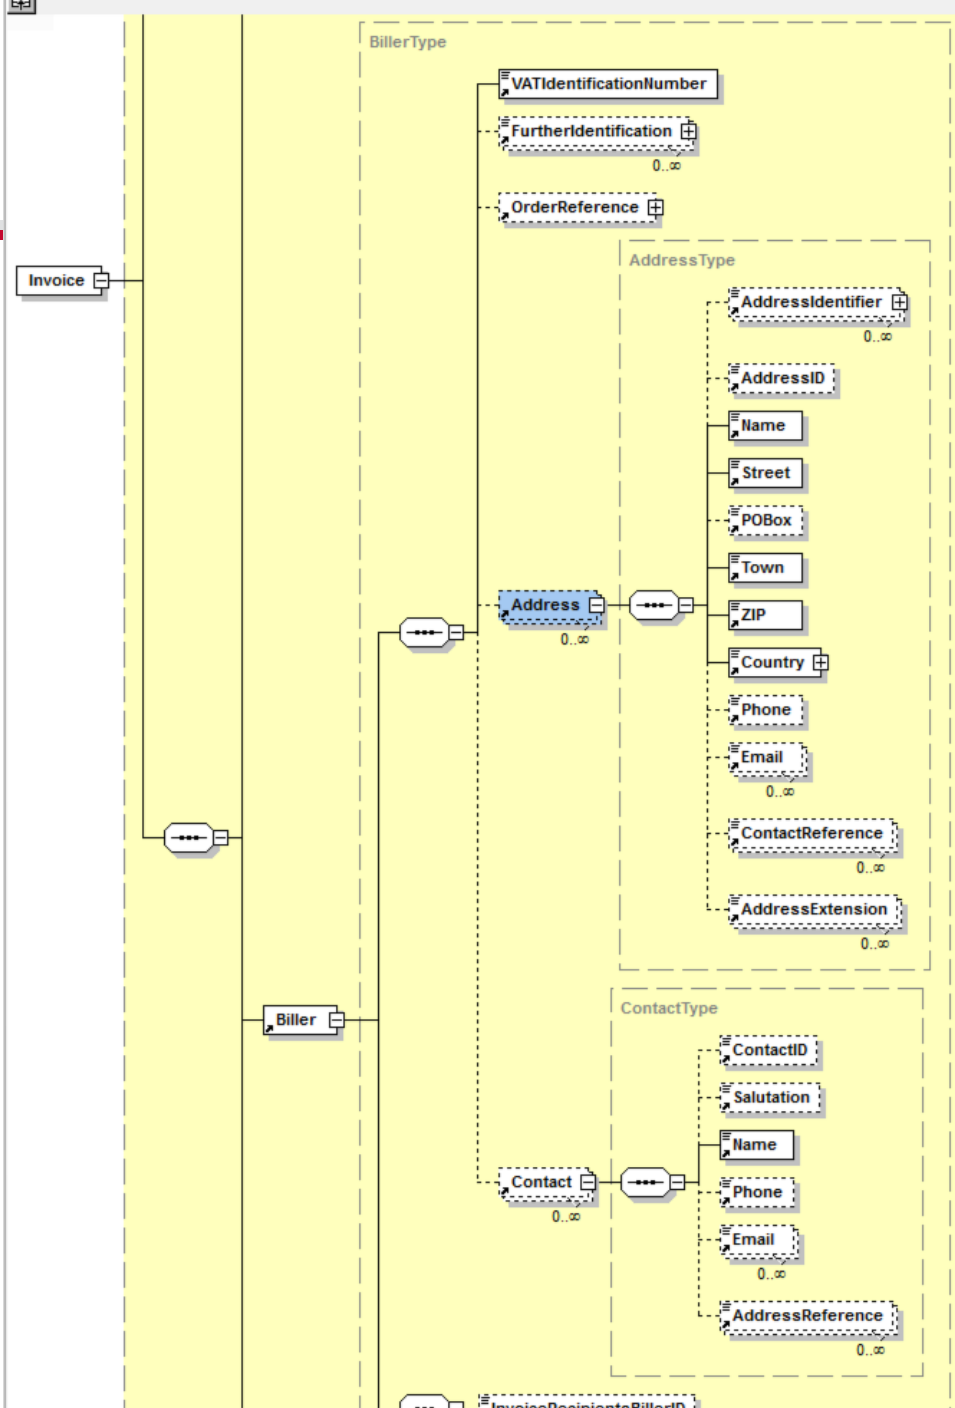 BillerType
VATIdentificationNumber
FurtherIdentification
0..∞
OrderReference
AddressType
Invoice
AddressIdentifier
0..∞
AddressID
Name
Street
POBox
Town
Address
0..∞
ZIP
Country
Phone
Email
0..∞
ContactReference
0..∞
AddressExtension
0..∞
ContactType
Biller
ContactID
Salutation
Name
Contact
0..∞
Phone
Email
0..∞
AddressReference
0..∞